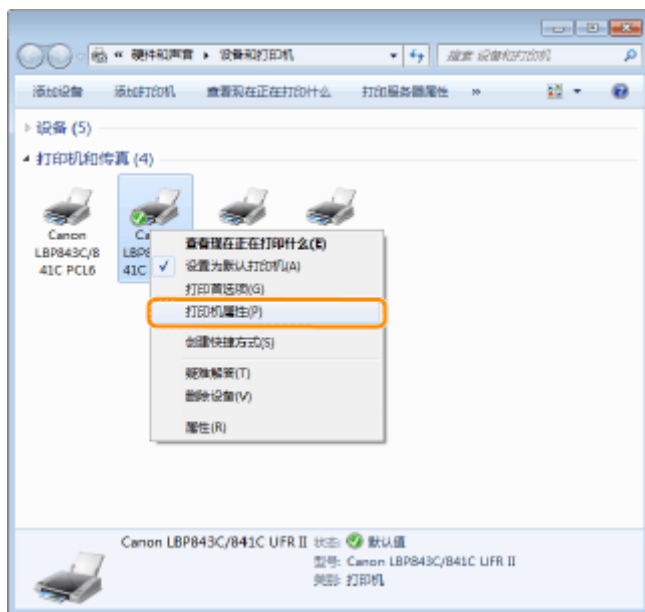 « 硬件和声音 ▸ 设备和打印机
搜索 设备和打印机
添加设备 添加打印机 查看现在正在打印什么 打印服务器属性 »
设备 (5)
打印机和传真 (4)
Canon
LBP843C/8
41C PCL6
Ca
LBP8
41C
查看现在正在打印什么(E)
设置为默认打印机(A)
打印首选项(G)
打印机属性(P)
创建快捷方式(S)
疑难解答(T)
删除设备(V)
属性(R)
Canon LBP843C/841C UFR II 状态: 默认值
型号: Canon LBP843C/841C UFR II
类别: 打印机